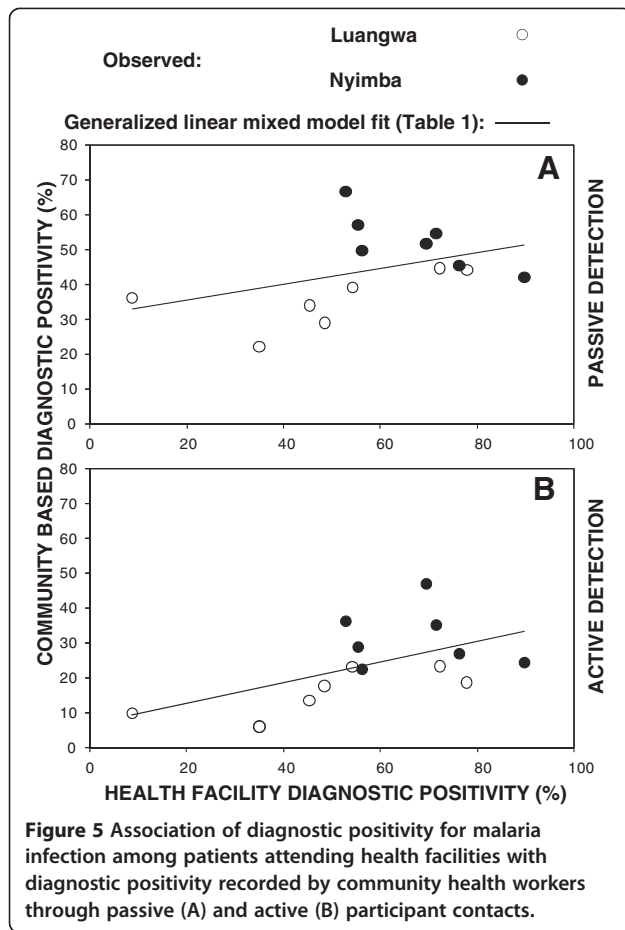 Observed:
Luangwa
Nyimba
Generalized linear mixed model fit (Table 1):
A
COMMUNITY BASED DIAGNOSTIC POSITIVITY (%)
PASSIVE DETECTION
80
70
60
50
40
30
20
10
0
0 20 40 60 80 100
B
ACTIVE DETECTION
80
70
60
50
40
30
20
10
0
0 20 40 60 80 100
HEALTH FACILITY DIAGNOSTIC POSITIVITY (%)
Figure 5 Association of diagnostic positivity for malaria
infection among patients attending health facilities with
diagnostic positivity recorded by community health workers
through passive (A) and active (B) participant contacts.